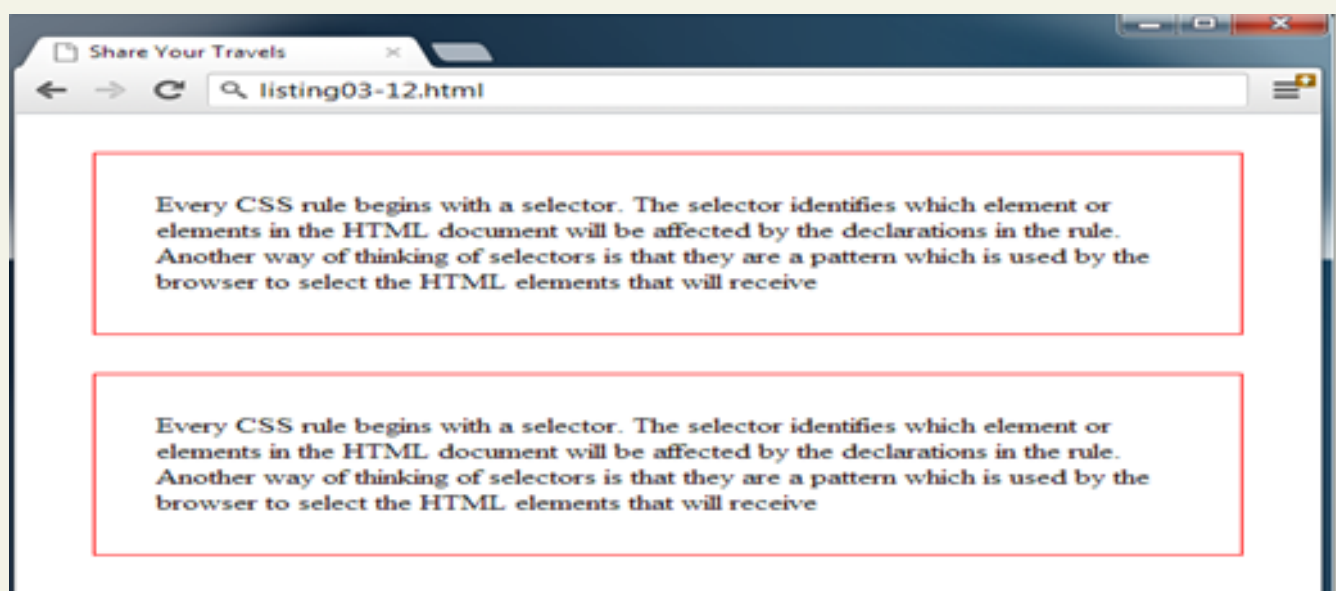 Share Your Travels
listing03-12.html
Every CSS rule begins with a selector. The selector identifies which element or
elements in the HTML document will be affected by the declarations in the rule.
Another way of thinking of selectors is that they are a pattern which is used by the
browser to select the HTML elements that will receive
Every CSS rule begins with a selector. The selector identifies which element or
elements in the HTML document will be affected by the declarations in the rule.
Another way of thinking of selectors is that they are a pattern which is used by the
browser to select the HTML elements that will receive